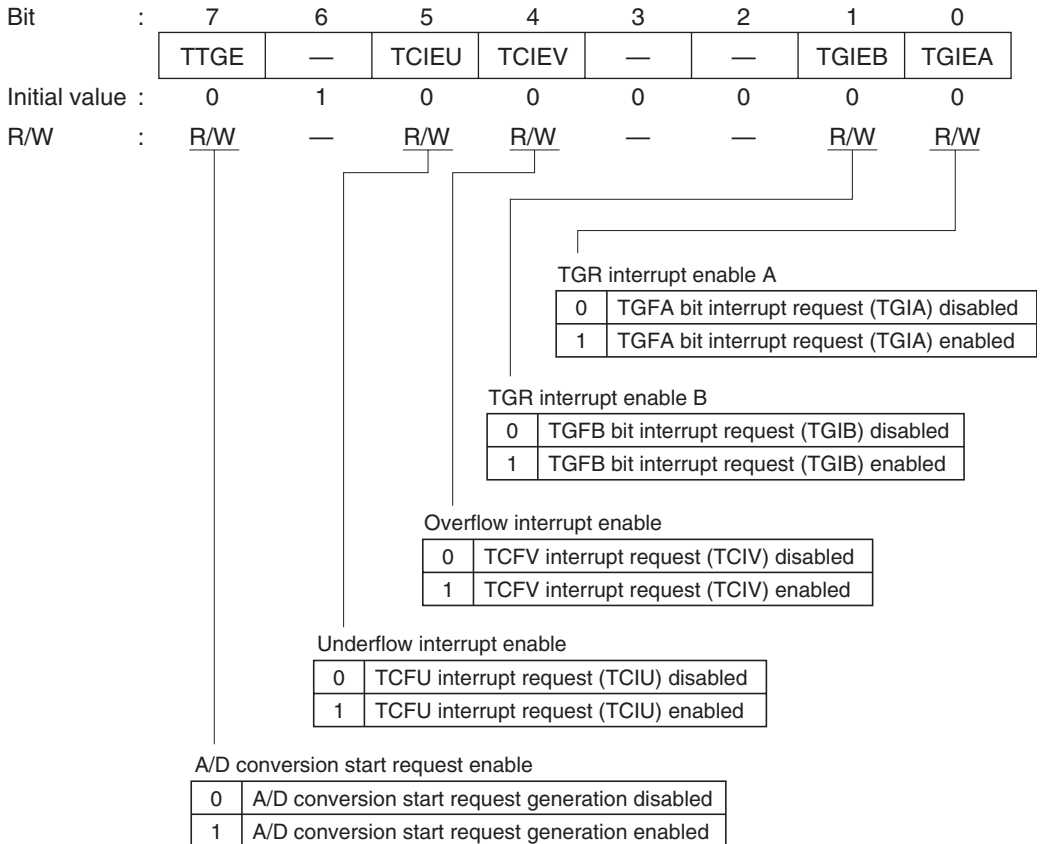 Bit : 7 6 5 4 3 2 1 0
TTGE — TCIEU TCIEV — — TGIEB TGIEA
Initial value : 0 1 0 0 0 0 0 0
R/W : R/W — R/W R/W — — R/W R/W
TGR interrupt enable A
0 TGFA bit interrupt request (TGIA) disabled
1 TGFA bit interrupt request (TGIA) enabled
TGR interrupt enable B
0 TGFB bit interrupt request (TGIB) disabled
1 TGFB bit interrupt request (TGIB) enabled
Overflow interrupt enable
0 TCFV interrupt request (TCIV) disabled
1 TCFV interrupt request (TCIV) enabled
Underflow interrupt enable
0 TCFU interrupt request (TCIU) disabled
1 TCFU interrupt request (TCIU) enabled
A/D conversion start request enable
0 A/D conversion start request generation disabled
1 A/D conversion start request generation enabled